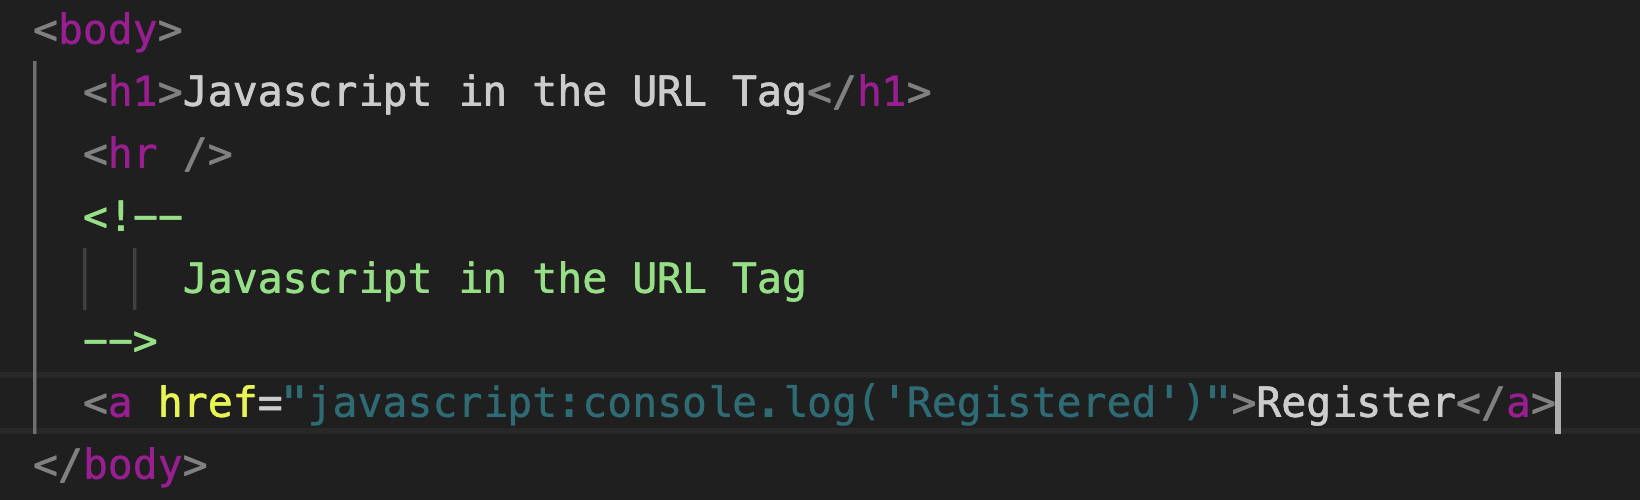 <body>
<h1>Javascript in the URL Tag</h1>
<hr />
<!--
Javascript in the URL Tag
-->
<a href="javascript:console.log('Registered')">Register</a>
</body>